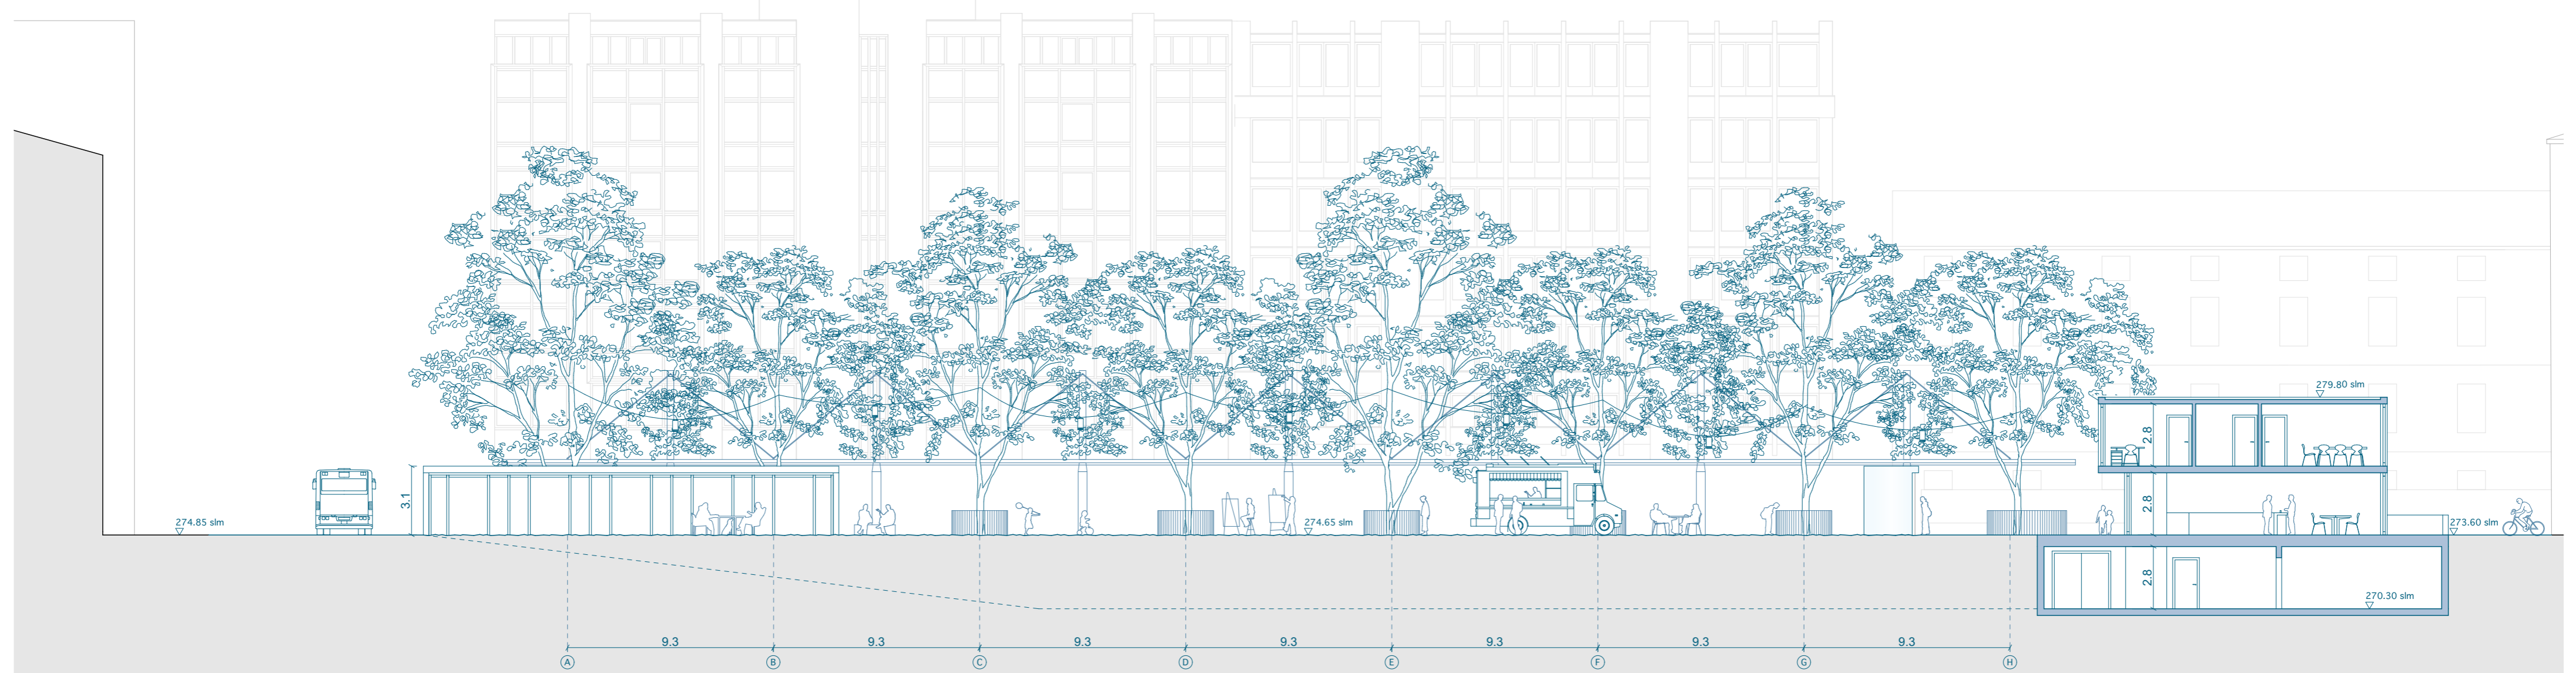 279.80 slm
2.8
3.1
274.85 slm
274.65 slm
2.8
273.60 slm
2.8
270.30 slm
9.3 9.3 9.3 9.3 9.3 9.3 9.3
A B C D E F G H